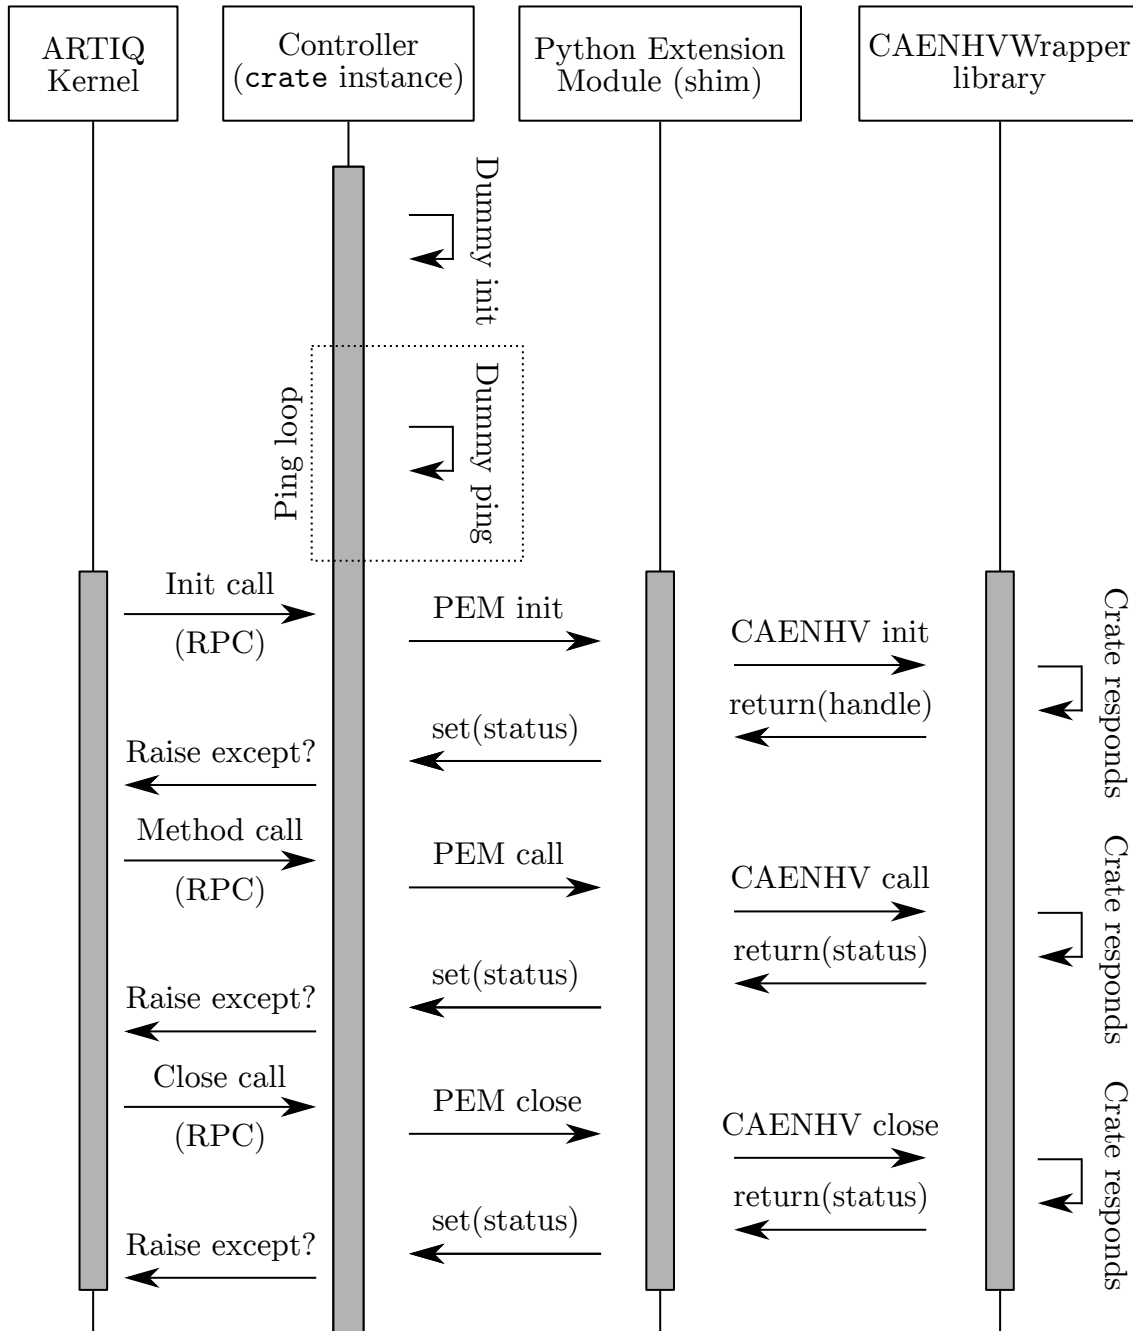 ARTIQ
Kernel
Controller
(crate instance)
Python Extension
Module (shim)
CAENHVWrapper
library
Dummy init
Ping loop
Dummy ping
Init call
(RPC)
PEM init
CAENHV init
Crate responds
return(handle)
set(status)
Raise except?
Method call
(RPC)
PEM call
CAENHV call
Crate responds
return(status)
set(status)
Raise except?
Close call
(RPC)
PEM close
CAENHV close
Crate responds
return(status)
set(status)
Raise except?